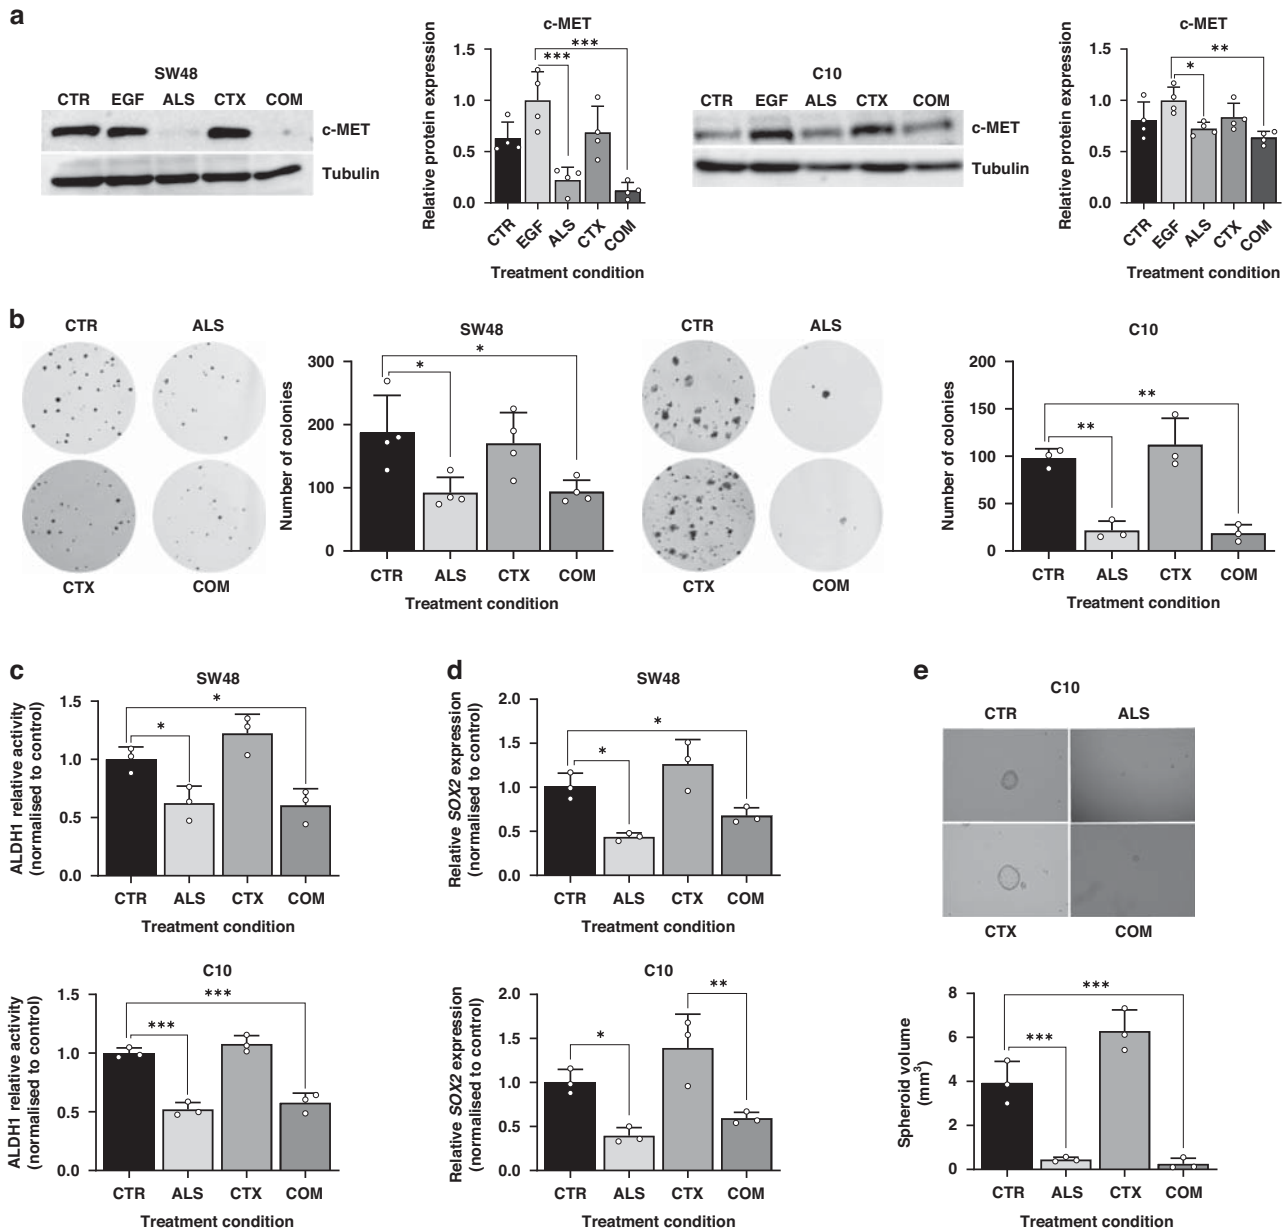 a
SW48
CTR EGF ALS CTX COM
c-MET
Tubulin
c-MET
Relative protein expression
1.5
1.0
0.5
0.0
*** ***
CTR EGF ALS CTX COM
Treatment condition
C10
CTR EGF ALS CTX COM
c-MET
Tubulin
c-MET
Relative protein expression
1.5
1.0
0.5
0.0
* **
CTR EGF ALS CTX COM
Treatment condition
b
CTR ALS
CTX COM
SW48
Number of colonies
300
200
100
0
* *
CTR ALS CTX COM
Treatment condition
CTR ALS
CTX COM
C10
Number of colonies
200
150
100
50
0
** **
CTR ALS CTX COM
Treatment condition
c
SW48
ALDH1 relative activity
(normalised to control)
1.5
1.0
0.5
0.0
* *
CTR ALS CTX COM
Treatment condition
C10
ALDH1 relative activity
(normalised to control)
1.5
1.0
0.5
0.0
*** ***
CTR ALS CTX COM
Treatment condition
d
SW48
Relative SOX2 expression
(normalised to control)
2.0
1.5
1.0
0.5
0.0
* *
CTR ALS CTX COM
Treatment condition
C10
Relative SOX2 expression
(normalised to control)
2.0
1.5
1.0
0.5
0.0
* **
CTR ALS CTX COM
Treatment condition
e
C10
CTR ALS
CTX COM
Spheroid volume
(mm³)
8
6
4
2
0
*** ***
CTR ALS CTX COM
Treatment condition